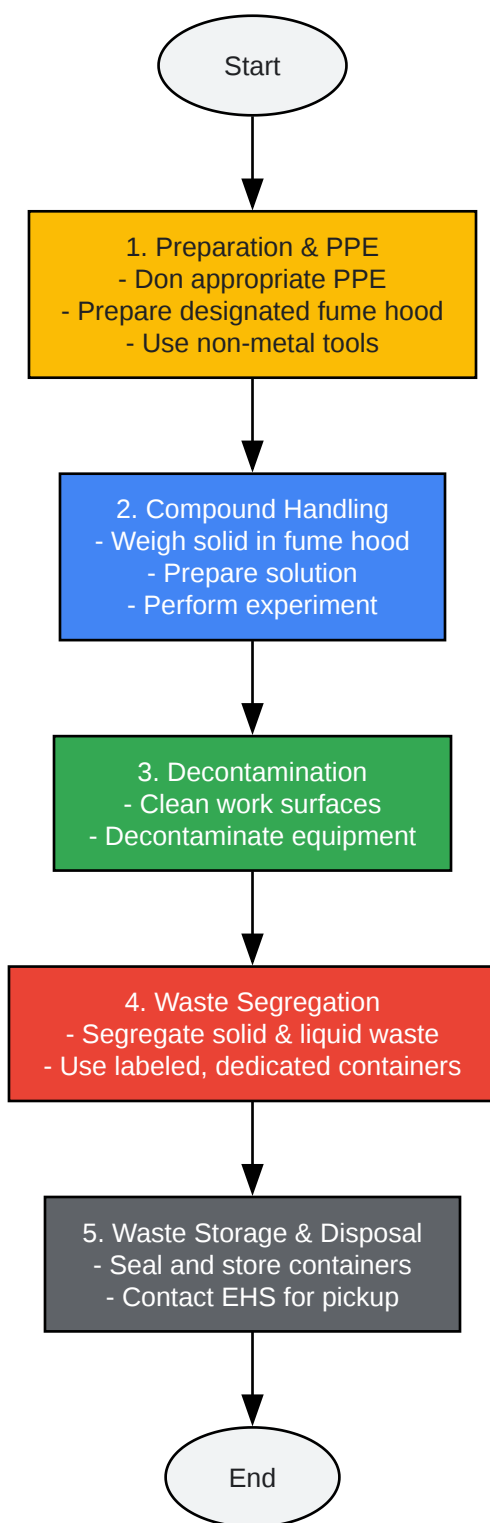 Start
1. Preparation & PPE
- Don appropriate PPE
- Prepare designated fume hood
- Use non-metal tools
2. Compound Handling
- Weigh solid in fume hood
- Prepare solution
- Perform experiment
3. Decontamination
- Clean work surfaces
- Decontaminate equipment
4. Waste Segregation
- Segregate solid & liquid waste
- Use labeled, dedicated containers
5. Waste Storage & Disposal
- Seal and store containers
- Contact EHS for pickup
End